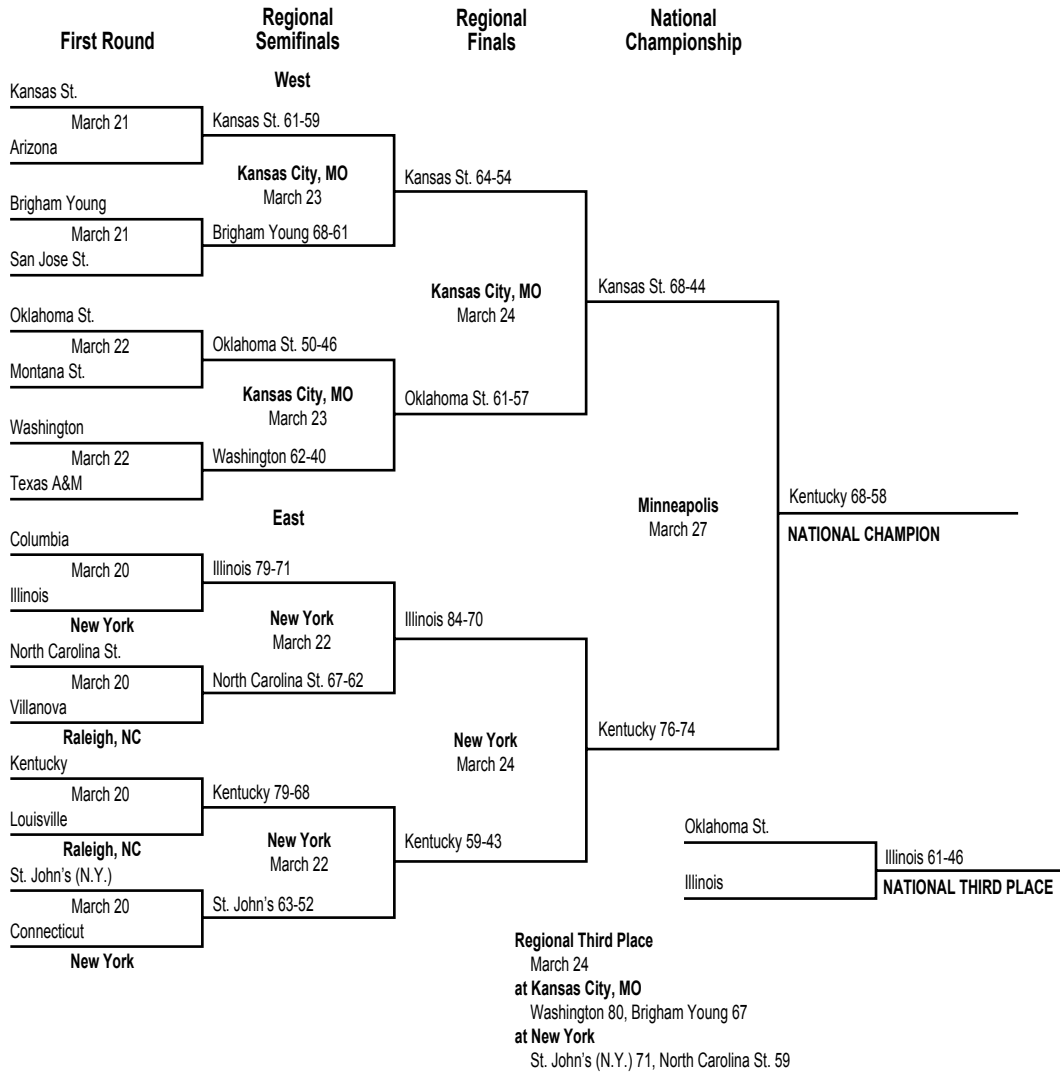 First Round
Regional
Semifinals
Regional
Finals
National
Championship
West
Kansas St.
March 21
Arizona
Kansas St. 61-59
Kansas City, MO
March 23
Kansas St. 64-54
Brigham Young
March 21
San Jose St.
Brigham Young 68-61
Kansas City, MO
March 24
Kansas St. 68-44
Oklahoma St.
March 22
Montana St.
Oklahoma St. 50-46
Kansas City, MO
March 23
Oklahoma St. 61-57
Washington
March 22
Texas A&M
Washington 62-40
Minneapolis
March 27
Kentucky 68-58
NATIONAL CHAMPION
East
Columbia
March 20
Illinois
New York
Illinois 79-71
New York
March 22
Illinois 84-70
North Carolina St.
March 20
Villanova
Raleigh, NC
North Carolina St. 67-62
New York
March 24
Kentucky 76-74
Kentucky
March 20
Louisville
Raleigh, NC
Kentucky 79-68
New York
March 22
Kentucky 59-43
St. John's (N.Y.)
March 20
Connecticut
New York
St. John's 63-52
Oklahoma St.
Illinois
Illinois 61-46
NATIONAL THIRD PLACE
Regional Third Place
March 24
at Kansas City, MO
Washington 80, Brigham Young 67
at New York
St. John's (N.Y.) 71, North Carolina St. 59